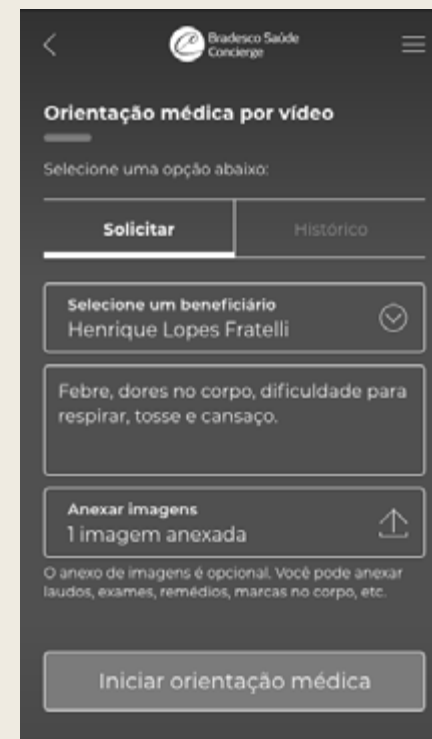 Bradesco Saúde
Concierge
Orientação médica por vídeo
Selecione uma opção abaixo:
Solicitar
Histórico
Selecione um beneficiário
Henrique Lopes Fratelli
Febre, dores no corpo, dificuldade para
respirar, tosse e cansaço.
Anexar imagens
1 imagem anexada
O anexo de imagens é opcional. Você pode anexar
laudos, exames, remédios, marcas no corpo, etc.
Iniciar orientação médica